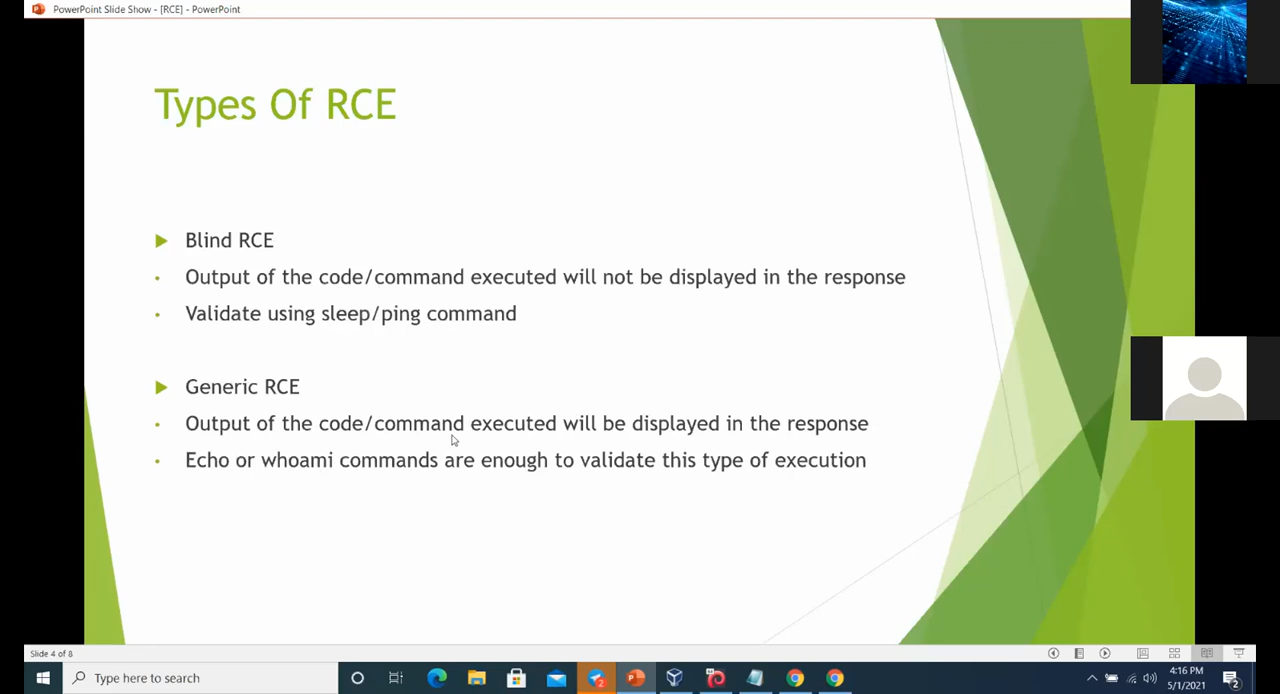 PowerPoint Slide Show - [RCE] - PowerPoint
Types Of RCE
Blind RCE
Output of the code/command executed will not be displayed in the response
Validate using sleep/ping command
Generic RCE
Output of the code/command executed will be displayed in the response
Echo or whoami commands are enough to validate this type of execution
Slide 4 of 8
Type here to search
2
4:16 PM
5/1/2021
2